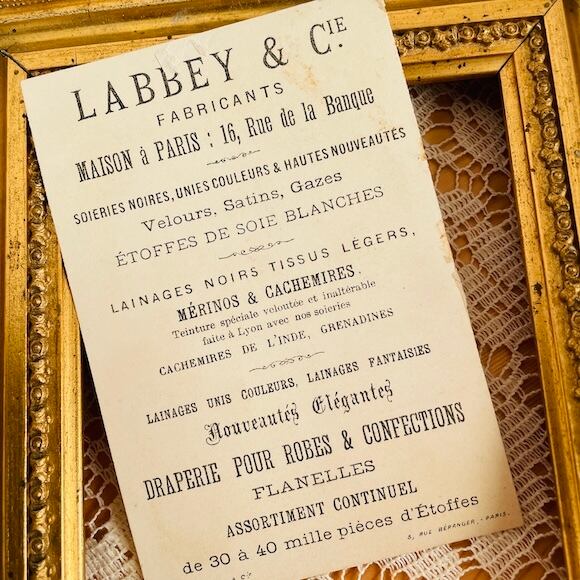 LABBEY & CIE.
FABRICANTS
MAISON à PARIS : 16, Rue de la Banque
SOIERIES NOIRES, UNIES COULEURS & HAUTES NOUVEAUTÉS
Velours, Satins, Gazes
ÉTOFFES DE SOIE BLANCHES
LAINAGES NOIRS TISSUS LÉGERS,
MÉRINOS & CACHEMIRES.
Teinture spéciale veloutée et inaltérable
faite à Lyon avec nos soieries
CACHEMIRES DE L'INDE, GRENADINES
LAINAGES UNIS COULEURS, LAINAGES FANTAISIES
Nouveautés Elégantes
DRAPERIE POUR ROBES & CONFECTIONS
FLANELLES
ASSORTIMENT CONTINUEL
de 30 à 40 mille pièces d'Étoffes
5, RUE BÉRANGER, - PARIS.